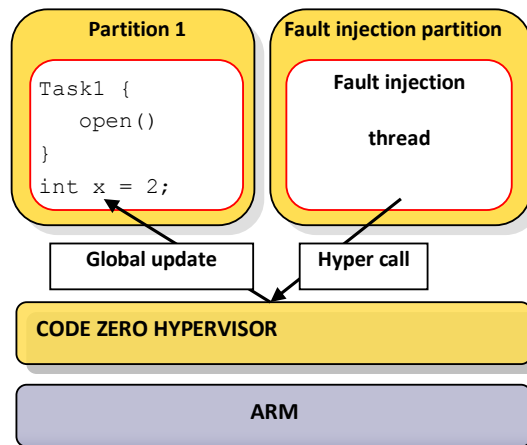 Partition 1
Task1 {
open()
}
int x = 2;
Fault injection partition
Fault injection
thread
Global update
Hyper call
CODE ZERO HYPERVISOR
ARM